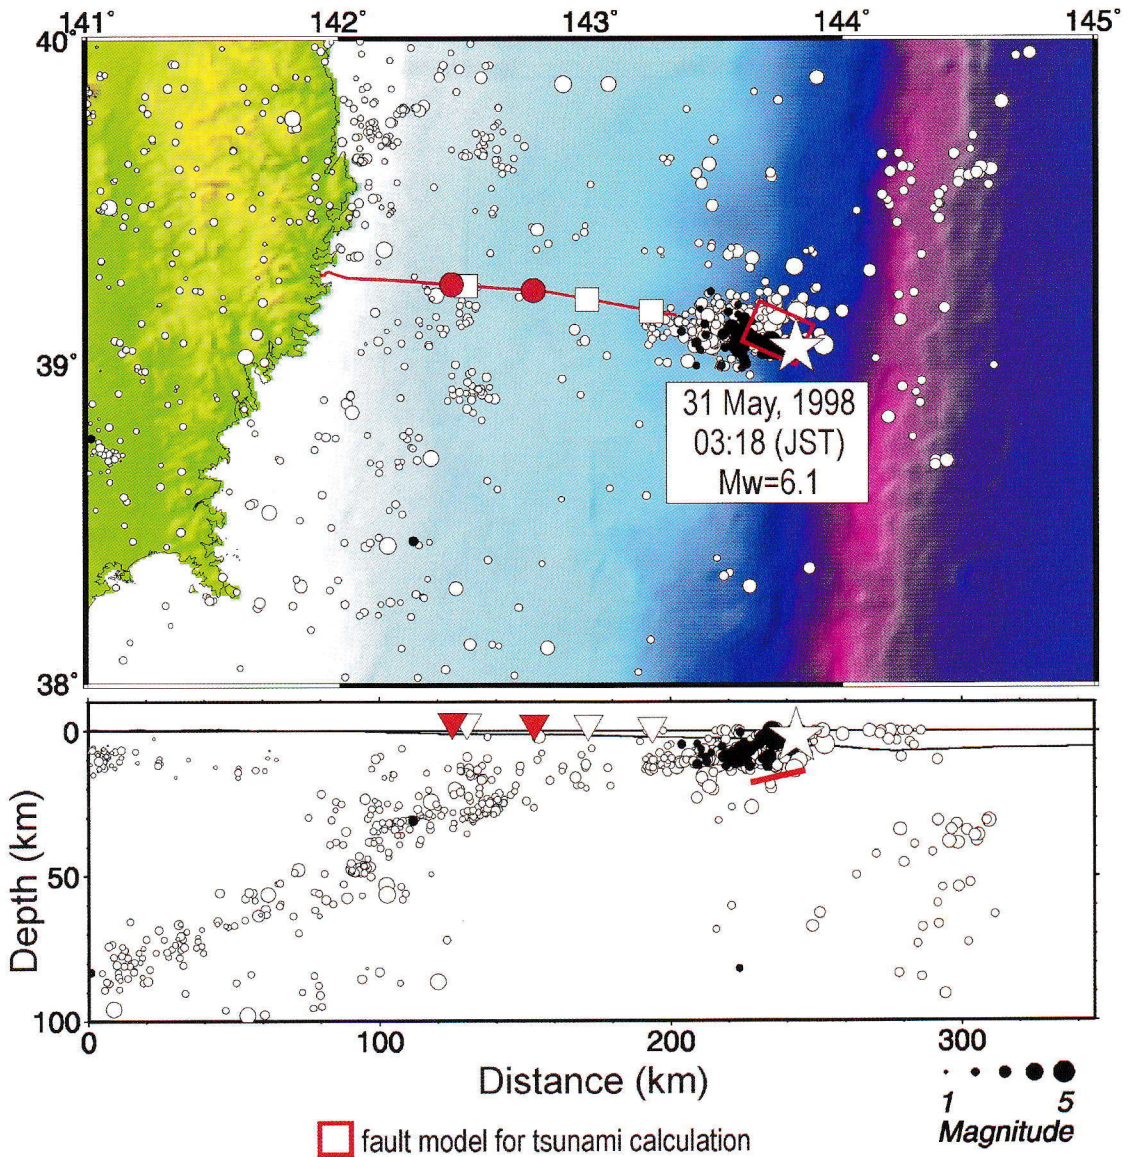 141° 142° 143° 144° 145°
40°
39°
38°
31 May, 1998
03:18 (JST)
Mw=6.1
0
50
100
Depth (km)
0 100 200 300
Distance (km)
1 5
Magnitude
fault model for tsunami calculation